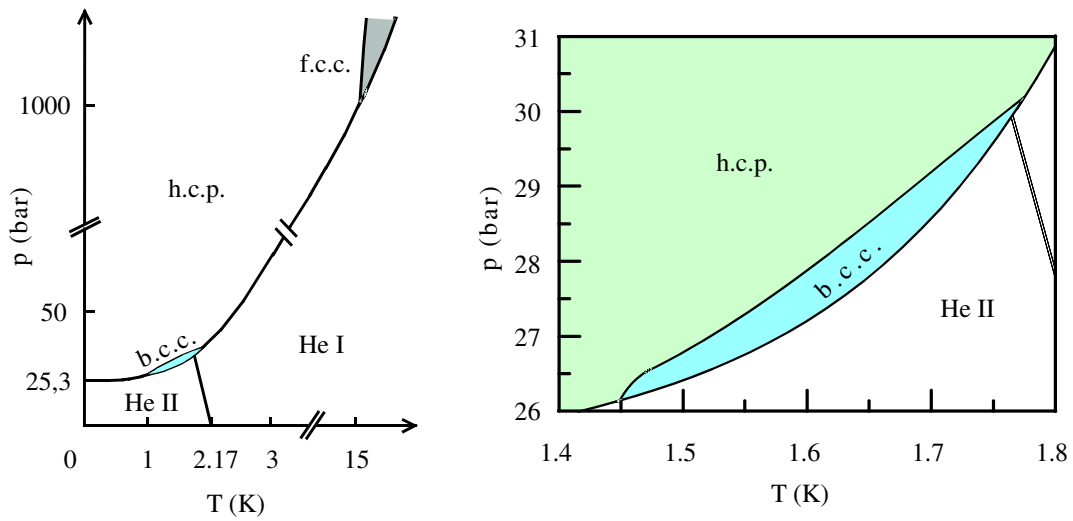 f.c.c.
1000
h.c.p.
p (bar)
50
b.c.c.
He I
25,3
He II
0 1 2.17 3 15
T (K)
31
30
h.c.p.
29
p (bar)
28
b.c.c.
He II
27
26
1.4 1.5 1.6 1.7 1.8
T (K)